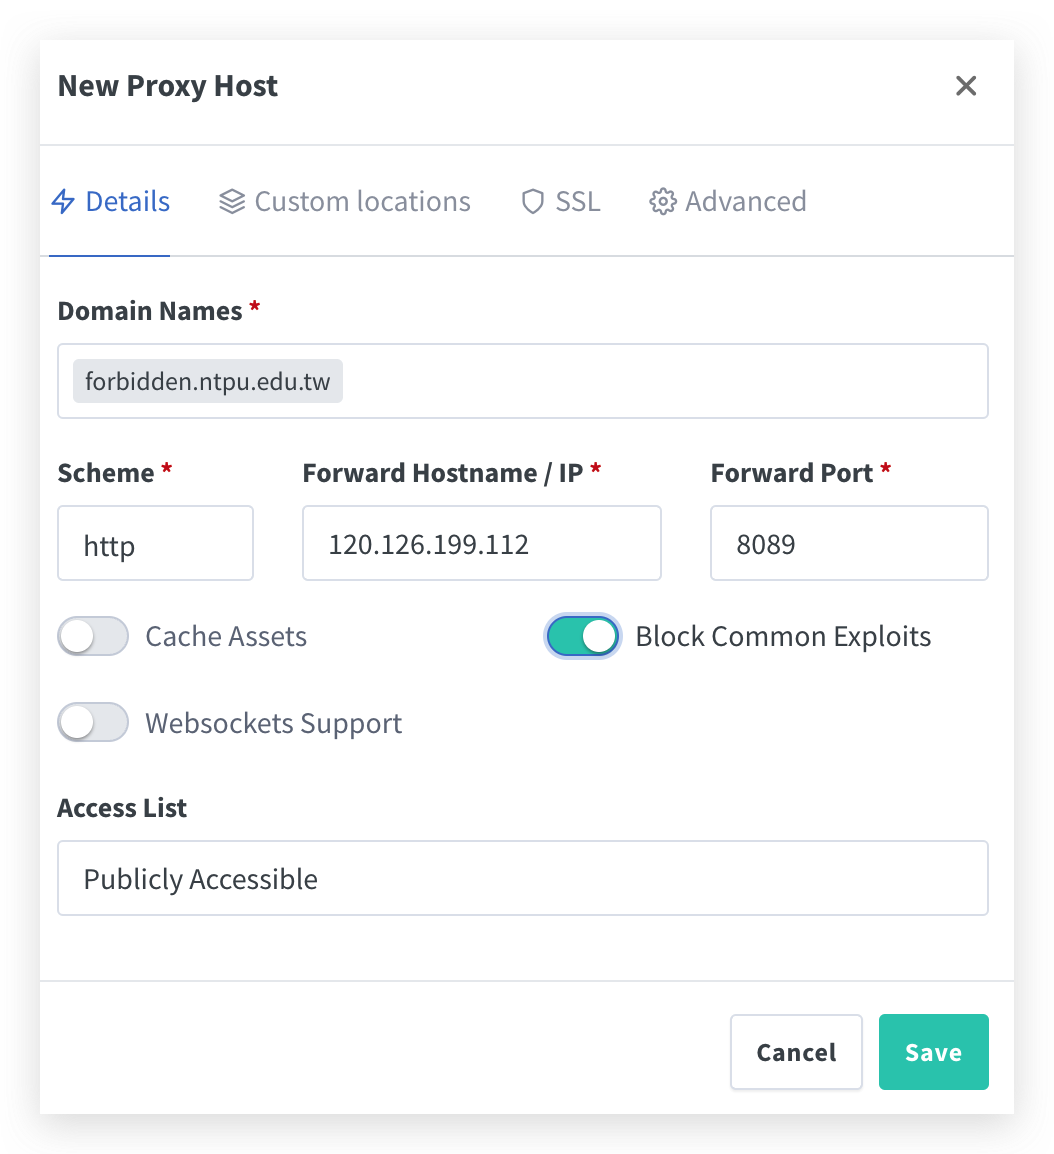 New Proxy Host
Details Custom locations SSL Advanced
Domain Names *
forbidden.ntpu.edu.tw
Scheme * Forward Hostname / IP * Forward Port *
http 120.126.199.112 8089
Cache Assets Block Common Exploits
Websockets Support
Access List
Publicly Accessible
Cancel Save